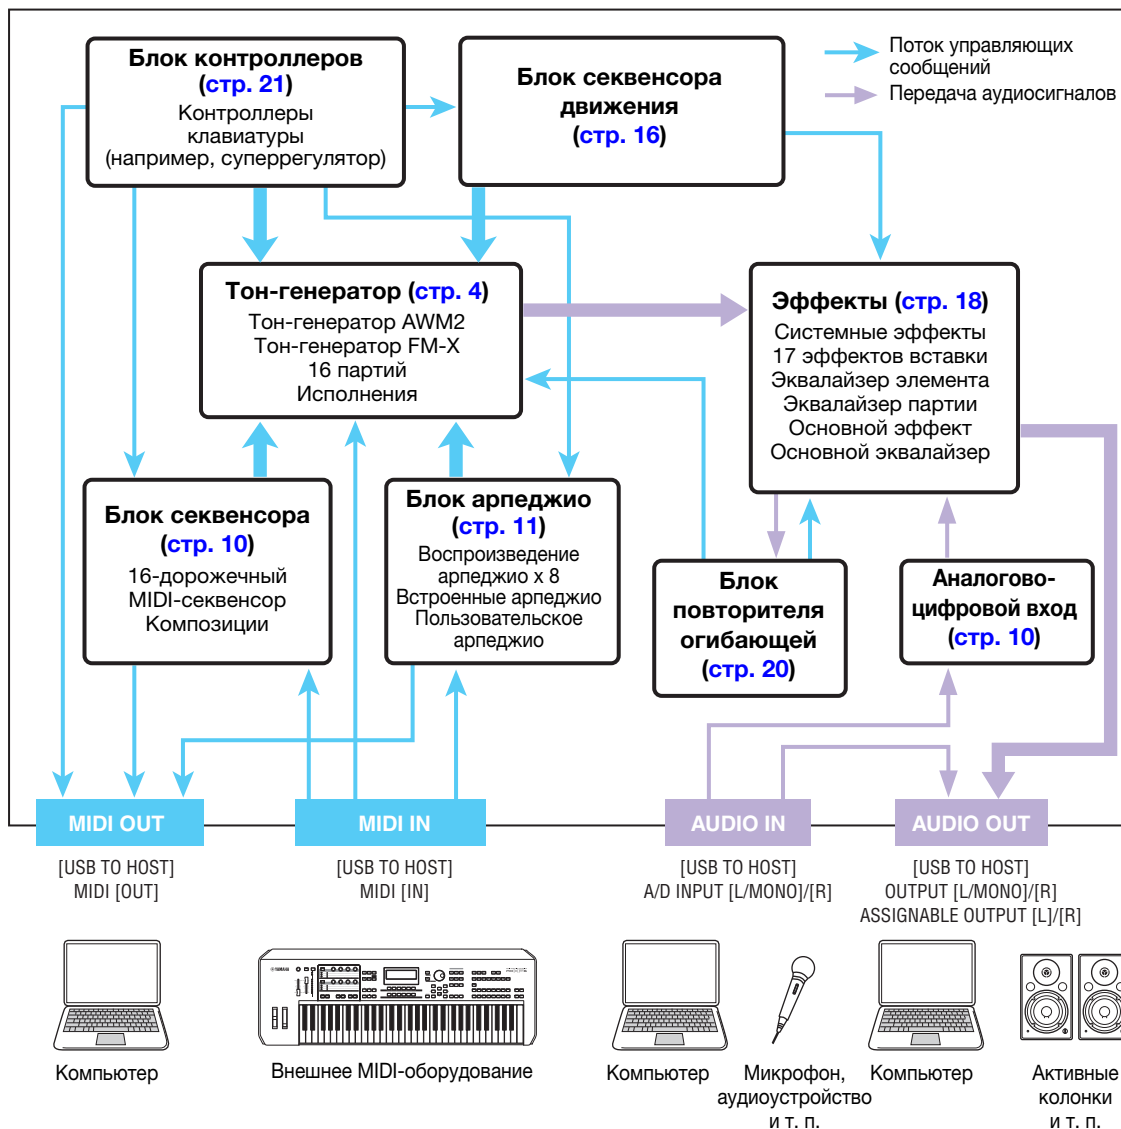 Блок контроллеров
(стр. 21)
Контроллеры
клавиатуры
(например, суперрегулятор)
Блок секвенсора
движения
(стр. 16)
Поток управляющих
сообщений
Передача аудиосигналов
Тон-генератор (стр. 4)
Тон-генератор AWM2
Тон-генератор FM-X
16 партий
Исполнения
Эффекты (стр. 18)
Системные эффекты
17 эффектов вставки
Эквалайзер элемента
Эквалайзер партии
Основной эффект
Основной эквалайзер
Блок секвенсора
(стр. 10)
16-дорожечный
MIDI-секвенсор
Композиции
Блок арпеджио
(стр. 11)
Воспроизведение
арпеджио x 8
Встроенные арпеджио
Пользовательское
арпеджио
Блок
повторителя
огибающей
(стр. 20)
Аналогово-
цифровой вход
(стр. 10)
MIDI OUT
MIDI IN
AUDIO IN
AUDIO OUT
[USB TO HOST]
MIDI [OUT]
[USB TO HOST]
MIDI [IN]
[USB TO HOST]
A/D INPUT [L/MONO]/[R]
[USB TO HOST]
OUTPUT [L/MONO]/[R]
ASSIGNABLE OUTPUT [L]/[R]
YAMAHA
Компьютер
Внешнее MIDI-оборудование
Компьютер
Микрофон,
аудиоустройство
и т. п.
Компьютер
Активные
колонки
и т. п.